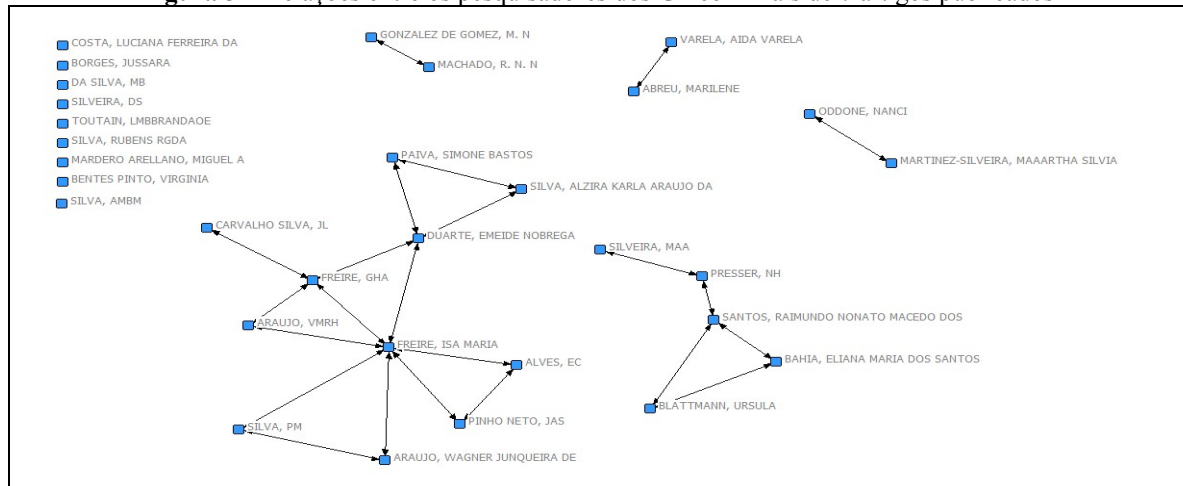 COSTA, LUCIANA FERREIRA DA
BORGES, JUSSARA
DA SILVA, MB
SILVEIRA, DS
TOUTAIN, LMBBRANDAOE
SILVA, RUBENS RGDA
MARDERO ARELLANO, MIGUEL A
BENTES PINTO, VIRGINIA
SILVA, AMBM
GONZALEZ DE GOMEZ, M. N
MACHADO, R. N. N
VARELA, AIDA VARELA
ABREU, MARILENE
ODDONE, NANCI
MARTINEZ-SILVEIRA, MAAARTHA SILVIA
PAIVA, SIMONE BASTOS
SILVA, ALZIRA KARLA ARAUJO DA
CARVALHO SILVA, JL
DUARTE, EMEIDE NOBREGA
FREIRE, GHA
ARAUJO, VMRH
FREIRE, ISA MARIA
ALVES, EC
PINHO NETO, JAS
SILVA, PM
ARAUJO, WAGNER JUNQUEIRA DE
SILVEIRA, MAA
PRESSER, NH
SANTOS, RAIMUNDO NONATO MACEDO DOS
BAHIA, ELIANA MARIA DOS SANTOS
BLATTMANN, URSULA